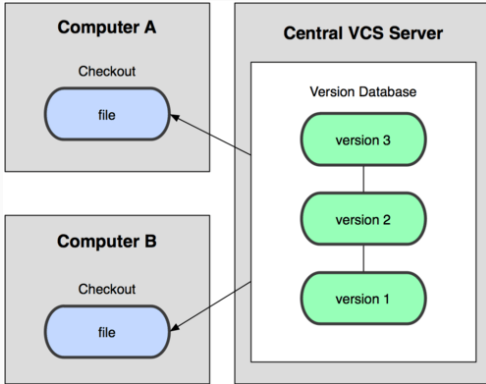 Computer A
Checkout
file
Computer B
Checkout
file
Central VCS Server
Version Database
version 3
version 2
version 1